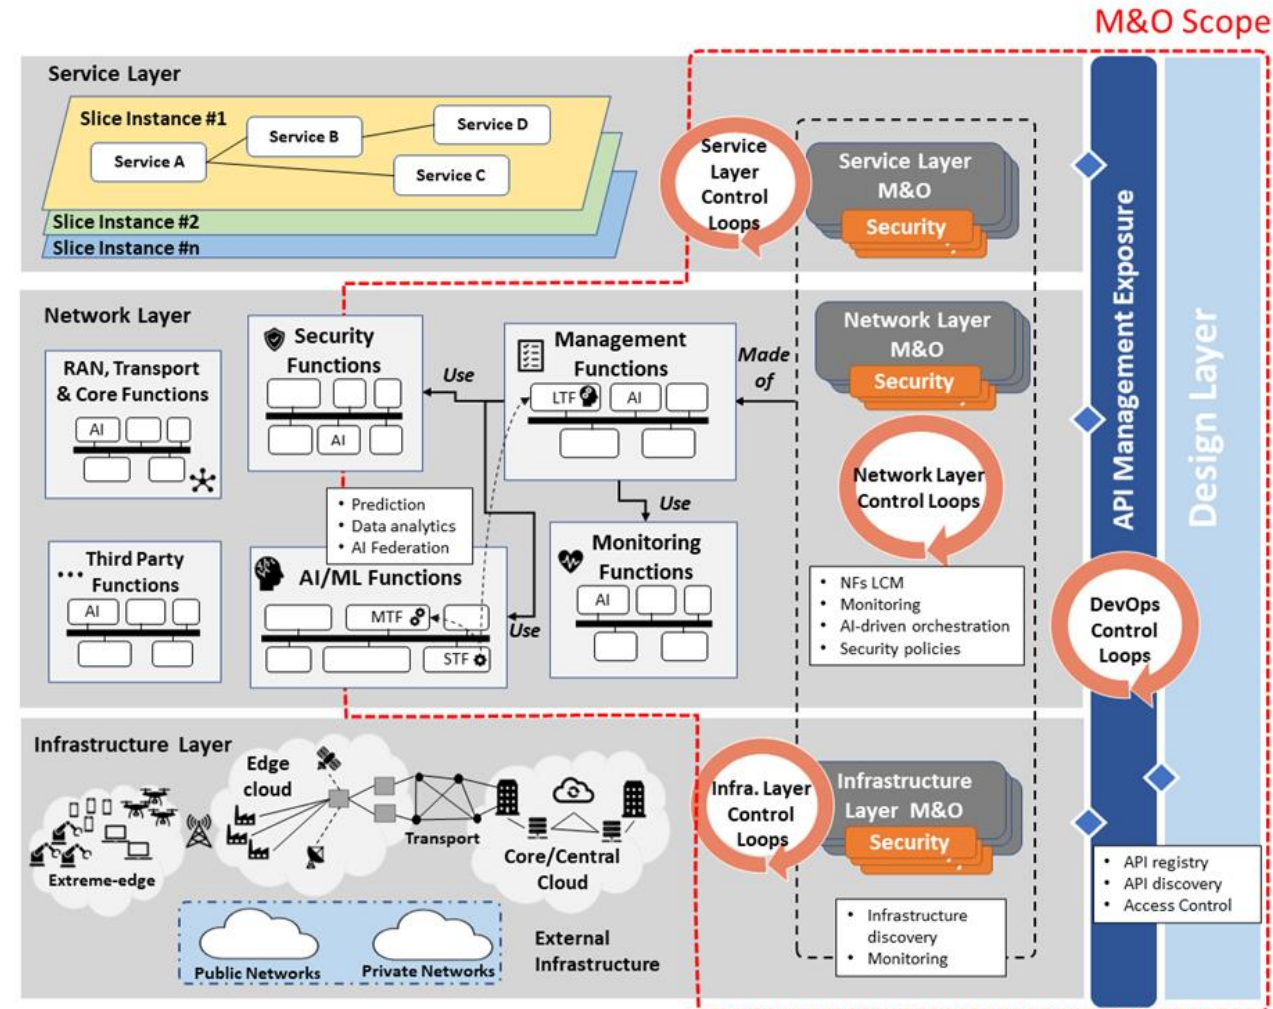 M&O Scope
Service Layer
Slice Instance #1
Service A
Service B
Service D
Service C
Slice Instance #2
Slice Instance #n
Service
Layer
Control
Loops
Service Layer
M&O
Security
Network Layer
RAN, Transport
& Core Functions
AI
Security
Functions
AI
Use
Management
Functions
LTF
AI
Made
of
Network Layer
M&O
Security
Network Layer
Control Loops
• Prediction
• Data analytics
• AI Federation
Use
... Third Party
Functions
AI
AI/ML Functions
MTF
STF
Use
Monitoring
Functions
AI
• NFs LCM
• Monitoring
• AI-driven orchestration
• Security policies
API Management Exposure
Design Layer
DevOps
Control
Loops
Infrastructure Layer
Extreme-edge
Edge
cloud
Transport
Core/Central
Cloud
Public Networks
Private Networks
External
Infrastructure
Infra. Layer
Control
Loops
Infrastructure
Layer M&O
Security
• Infrastructure
discovery
• Monitoring
• API registry
• API discovery
• Access Control